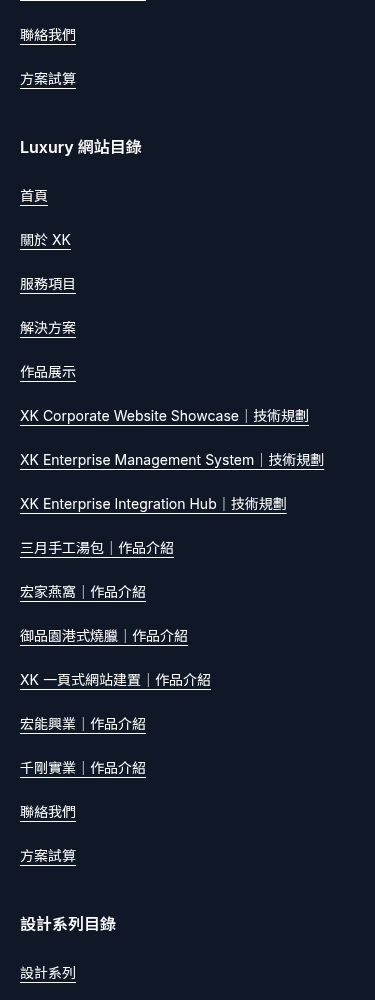 聯絡我們
方案試算
Luxury 網站目錄
首頁
關於 XK
服務項目
解決方案
作品展示
XK Corporate Website Showcase｜技術規劃
XK Enterprise Management System｜技術規劃
XK Enterprise Integration Hub｜技術規劃
三月手工湯包｜作品介紹
宏家燕窩｜作品介紹
御品園港式燒臘｜作品介紹
XK 一頁式網站建置｜作品介紹
宏能興業｜作品介紹
千剛實業｜作品介紹
聯絡我們
方案試算
設計系列目錄
設計系列